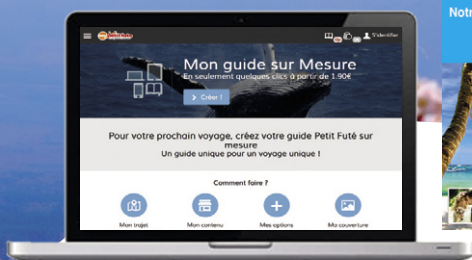 S'identifier
Mon guide sur Mesure
En seulement quelques clics à partir de 1.90€
> Créer !
Pour votre prochain voyage, créez votre guide Petit Futé sur
mesure
Un guide unique pour un voyage unique !
Comment faire ?
Mon trajet Mon contenu Mes options Ma couverture
Notr